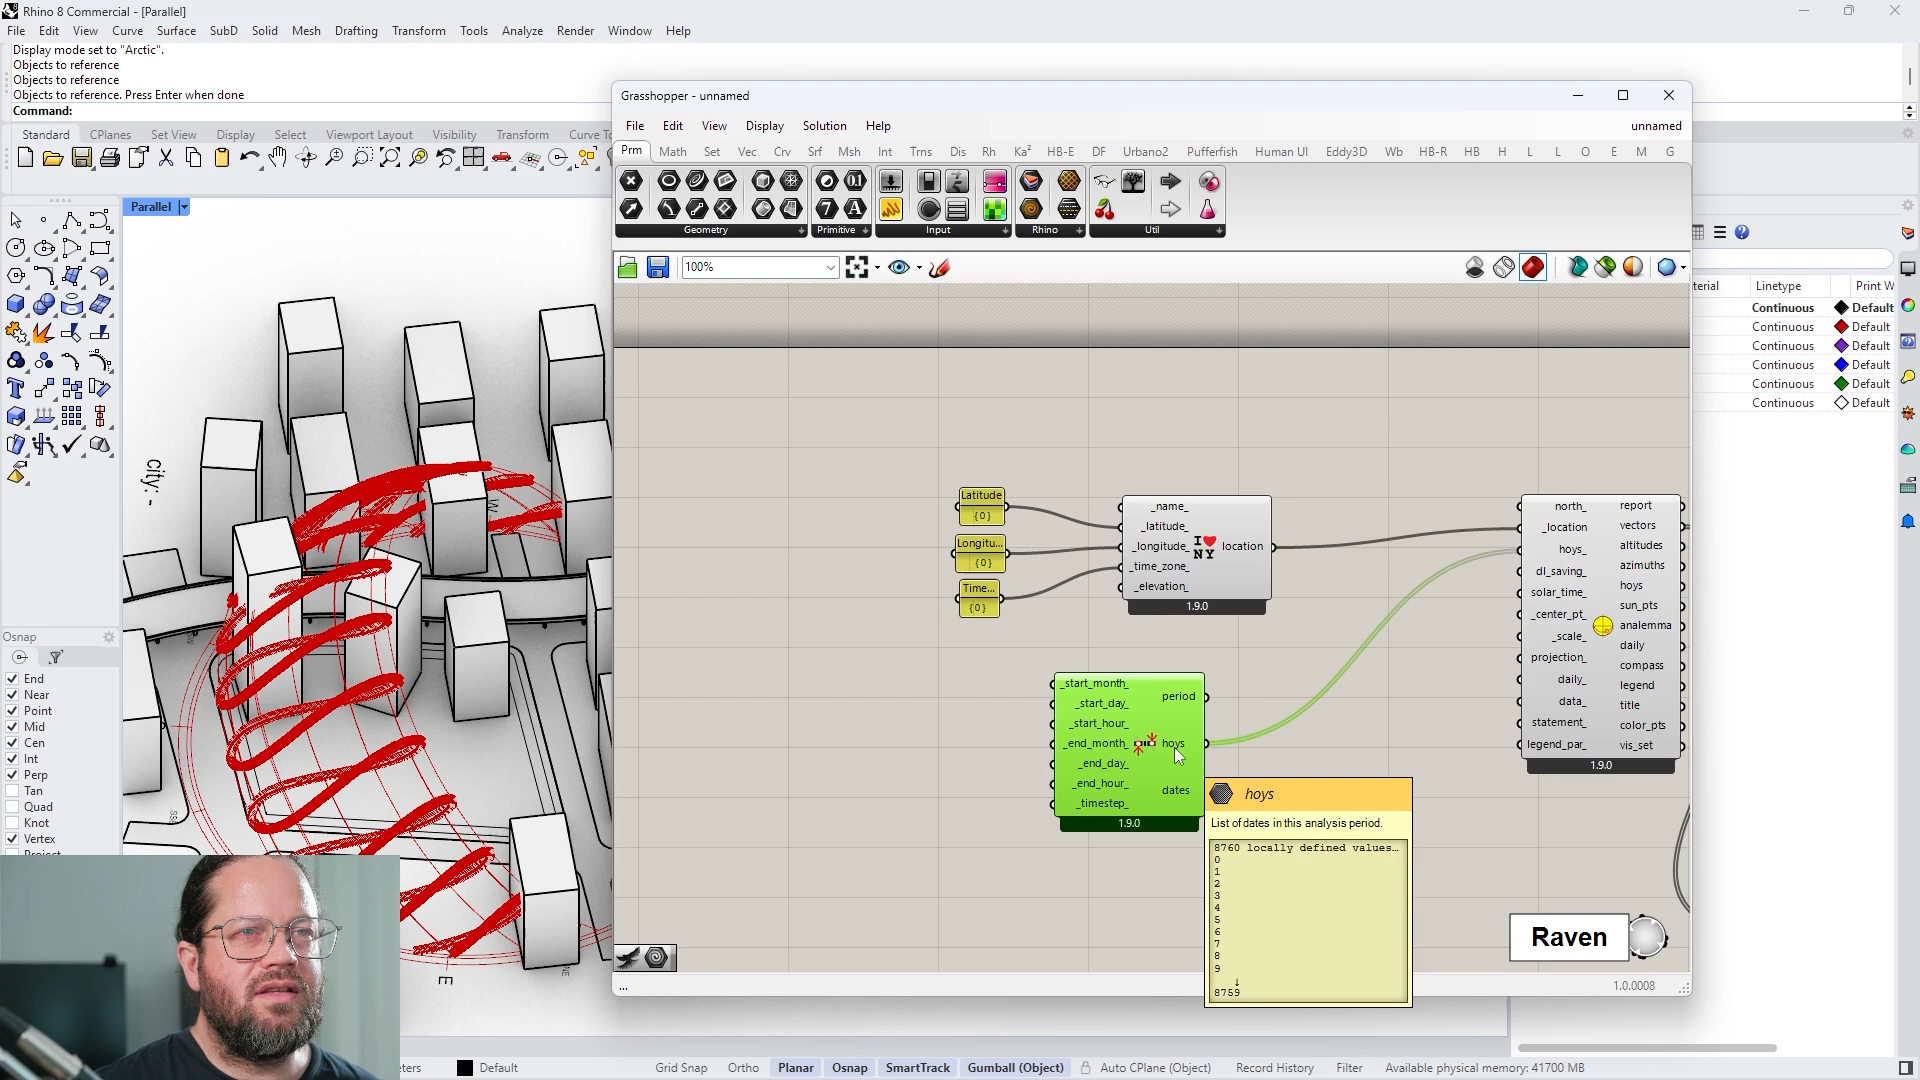 Rhino 8 Commercial - [Parallel]
File Edit View Curve Surface SubD Solid Mesh Drafting Transform Tools Analyze Render Window Help
Display mode set to "Arctic".
Objects to reference
Objects to reference
Objects to reference. Press Enter when done
Command:
Standard CPlanes Set View Display Select Viewport Layout Visibility Transform Curve To
Parallel
Grasshopper - unnamed
File Edit View Display Solution Help
unnamed
Prm Math Set Vec Crv Srf Msh Int Trns Dis Rh Ka² HB-E DF Urbano2 Pufferfish Human UI Eddy3D Wb HB-R HB H L L O E M G
Geometry Primitive Input Rhino Util
100%
Latitude
{0}
Longitu...
{0}
Time...
{0}
_name_
_latitude_
_longitude_
_time_zone_
_elevation_
I NY
location
1.9.0
_start_month_
_start_day_
_start_hour_
_end_month_
_end_day_
_end_hour_
_timestep_
period
hoys
dates
1.9.0
north_
_location
hoys_
dl_saving_
solar_time_
_center_pt_
_scale_
projection_
daily_
data_
statement_
legend_par_
report
vectors
altitudes
azimuths
hoys
sun_pts
analemma
daily
compass
legend
title
color_pts
vis_set
1.9.0
hoys
List of dates in this analysis period.
8760 locally defined values...
0
1
2
3
4
5
6
7
8
9
↓
8759
Raven
...
1.0.0008
terial Linetype Print W
Continuous Default
Continuous Default
Continuous Default
Continuous Default
Continuous Default
Continuous Default
city: -
W
E
NE
Osnap
End
Near
Point
Mid
Cen
Int
Perp
Tan
Quad
Knot
Vertex
Project
ters Default Grid Snap Ortho Planar Osnap SmartTrack Gumball (Object) Auto CPlane (Object) Record History Filter Available physical memory: 41700 MB